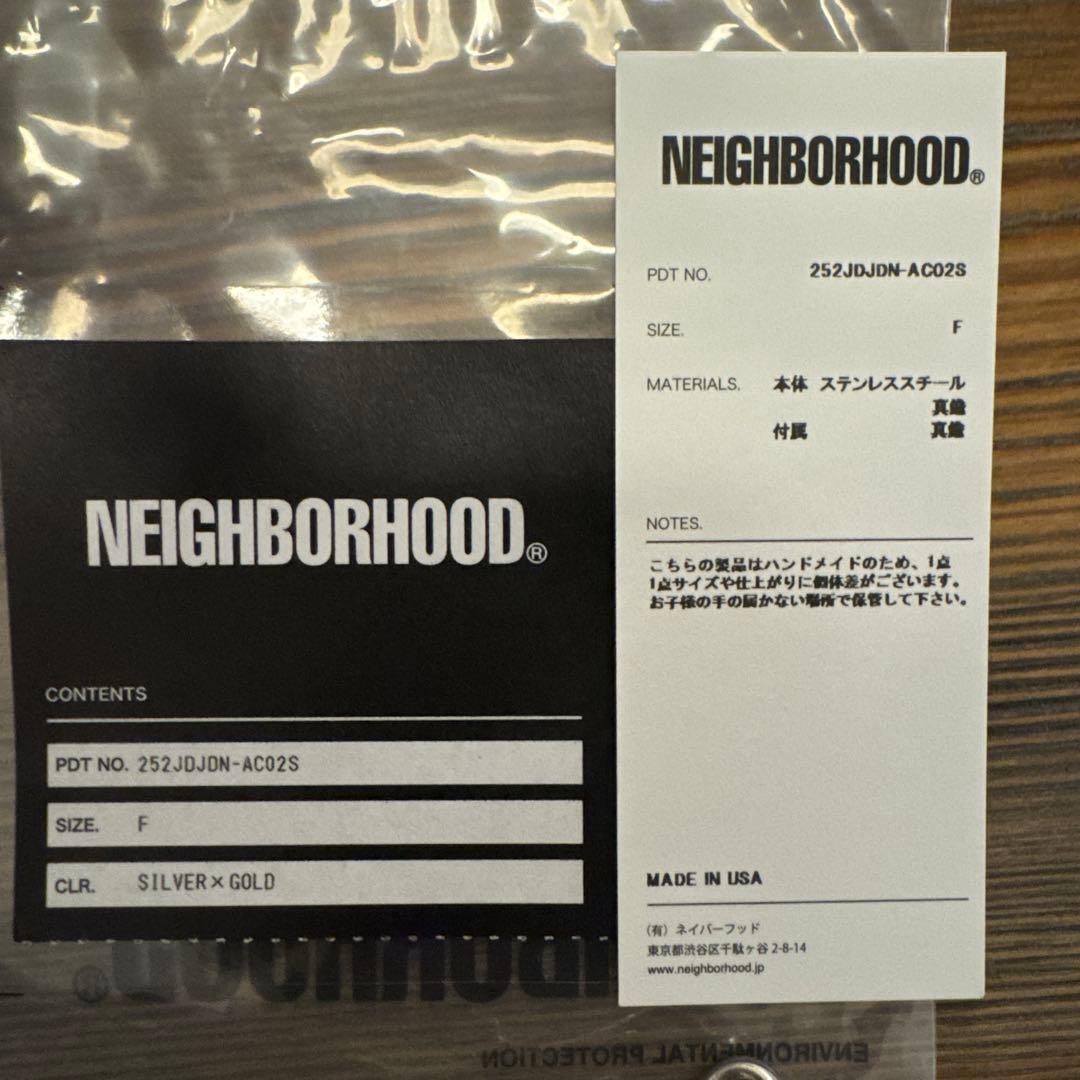 NEIGHBORHOOD®
CONTENTS
PDT NO. 252JDJDN-AC02S
SIZE. F
CLR. SILVER×GOLD
NEIGHBORHOOD®
PDT NO. 252JDJDN-AC02S
SIZE. F
MATERIALS. 本体 ステンレススチール
真鍮
付属 真鍮
NOTES.
こちらの製品はハンドメイドのため、1点
1点サイズや仕上がりに個体差がございます。
お子様の手の届かない場所で保管して下さい。
MADE IN USA
(有) ネイバーフッド
東京都渋谷区千駄ヶ谷 2-8-14
www.neighborhood.jp
ENVIRONMENTAL PROTECTION